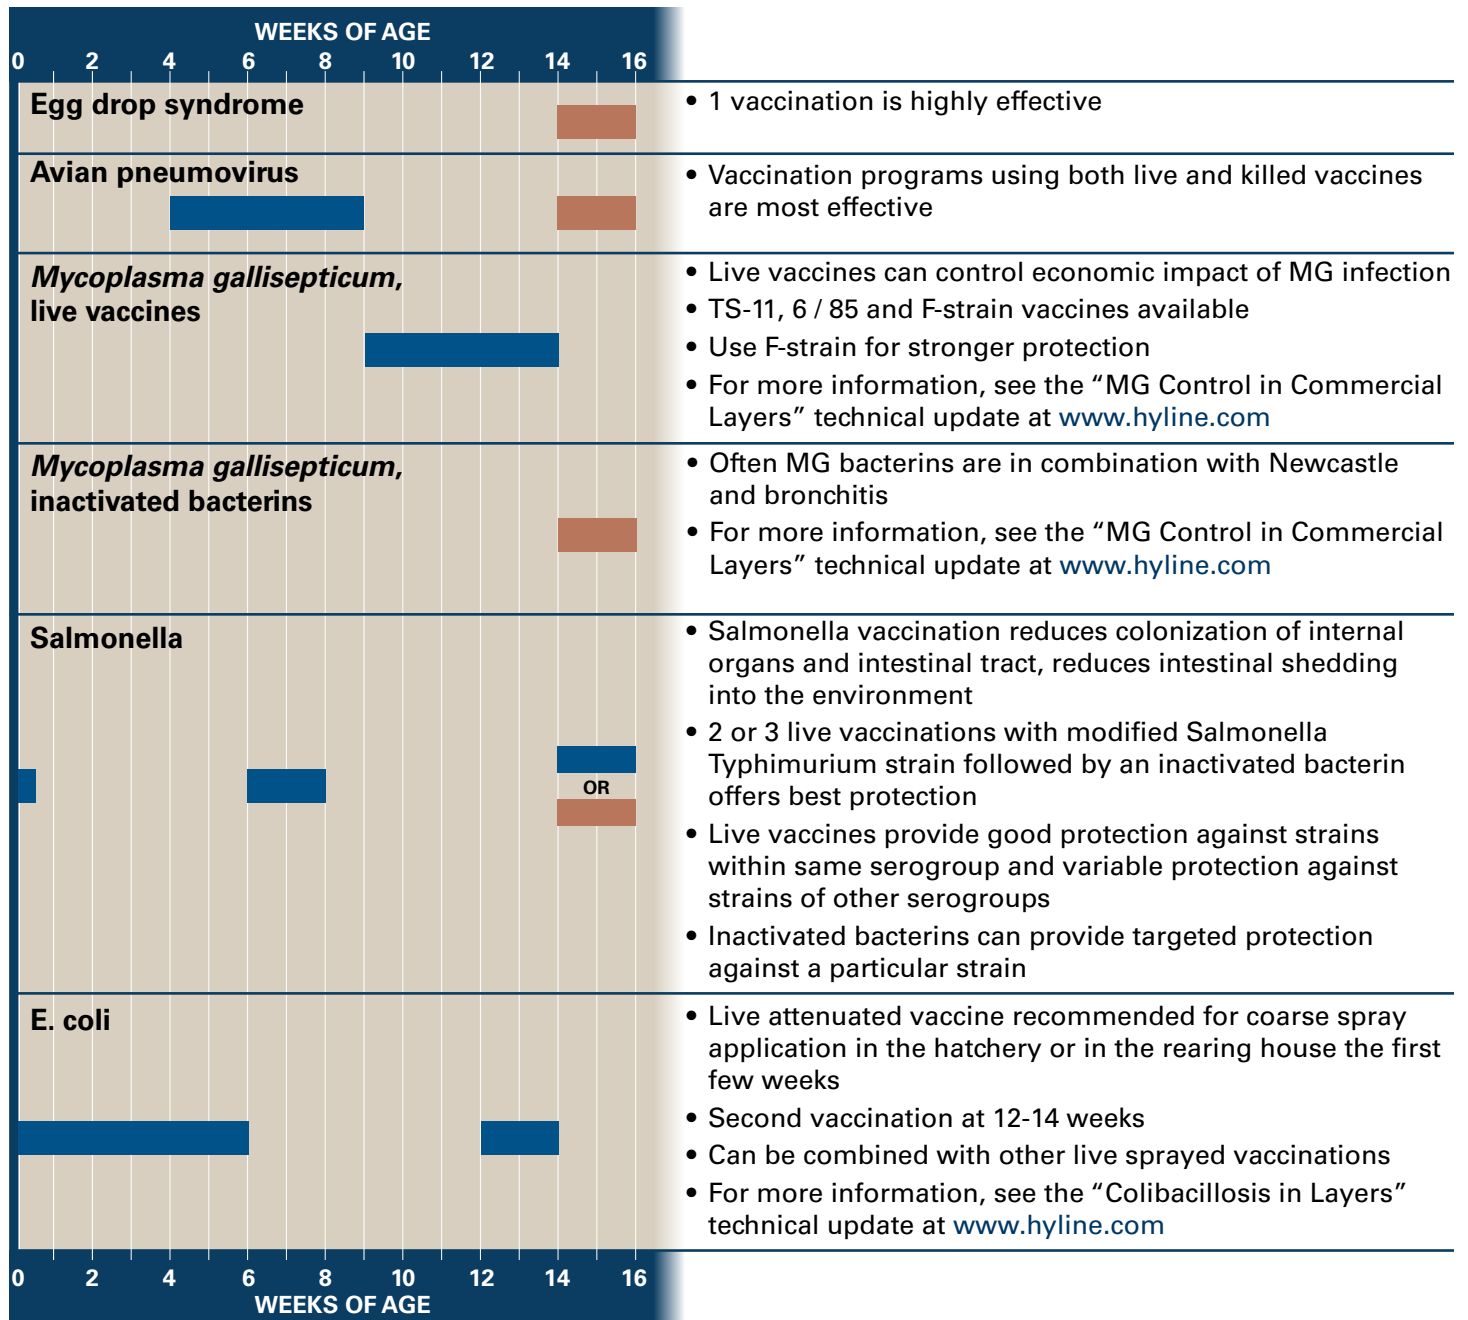 WEEKS OF AGE
0 2 4 6 8 10 12 14 16
Egg drop syndrome
• 1 vaccination is highly effective
Avian pneumovirus
• Vaccination programs using both live and killed vaccines
are most effective
Mycoplasma gallisepticum,
live vaccines
• Live vaccines can control economic impact of MG infection
• TS-11, 6 / 85 and F-strain vaccines available
• Use F-strain for stronger protection
• For more information, see the “MG Control in Commercial
Layers” technical update at www.hyline.com
Mycoplasma gallisepticum,
inactivated bacterins
• Often MG bacterins are in combination with Newcastle
and bronchitis
• For more information, see the “MG Control in Commercial
Layers” technical update at www.hyline.com
Salmonella
OR
• Salmonella vaccination reduces colonization of internal
organs and intestinal tract, reduces intestinal shedding
into the environment
• 2 or 3 live vaccinations with modified Salmonella
Typhimurium strain followed by an inactivated bacterin
offers best protection
• Live vaccines provide good protection against strains
within same serogroup and variable protection against
strains of other serogroups
• Inactivated bacterins can provide targeted protection
against a particular strain
E. coli
• Live attenuated vaccine recommended for coarse spray
application in the hatchery or in the rearing house the first
few weeks
• Second vaccination at 12-14 weeks
• Can be combined with other live sprayed vaccinations
• For more information, see the “Colibacillosis in Layers”
technical update at www.hyline.com
0 2 4 6 8 10 12 14 16
WEEKS OF AGE